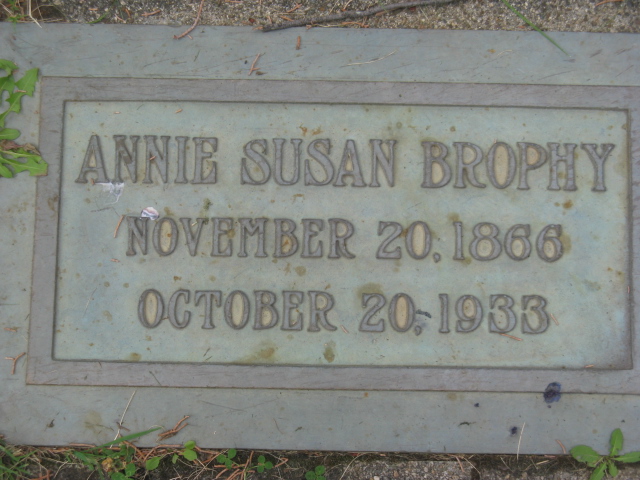 ANNIE SUSAN BROPHY
NOVEMBER 20, 1866
OCTOBER 20, 1933